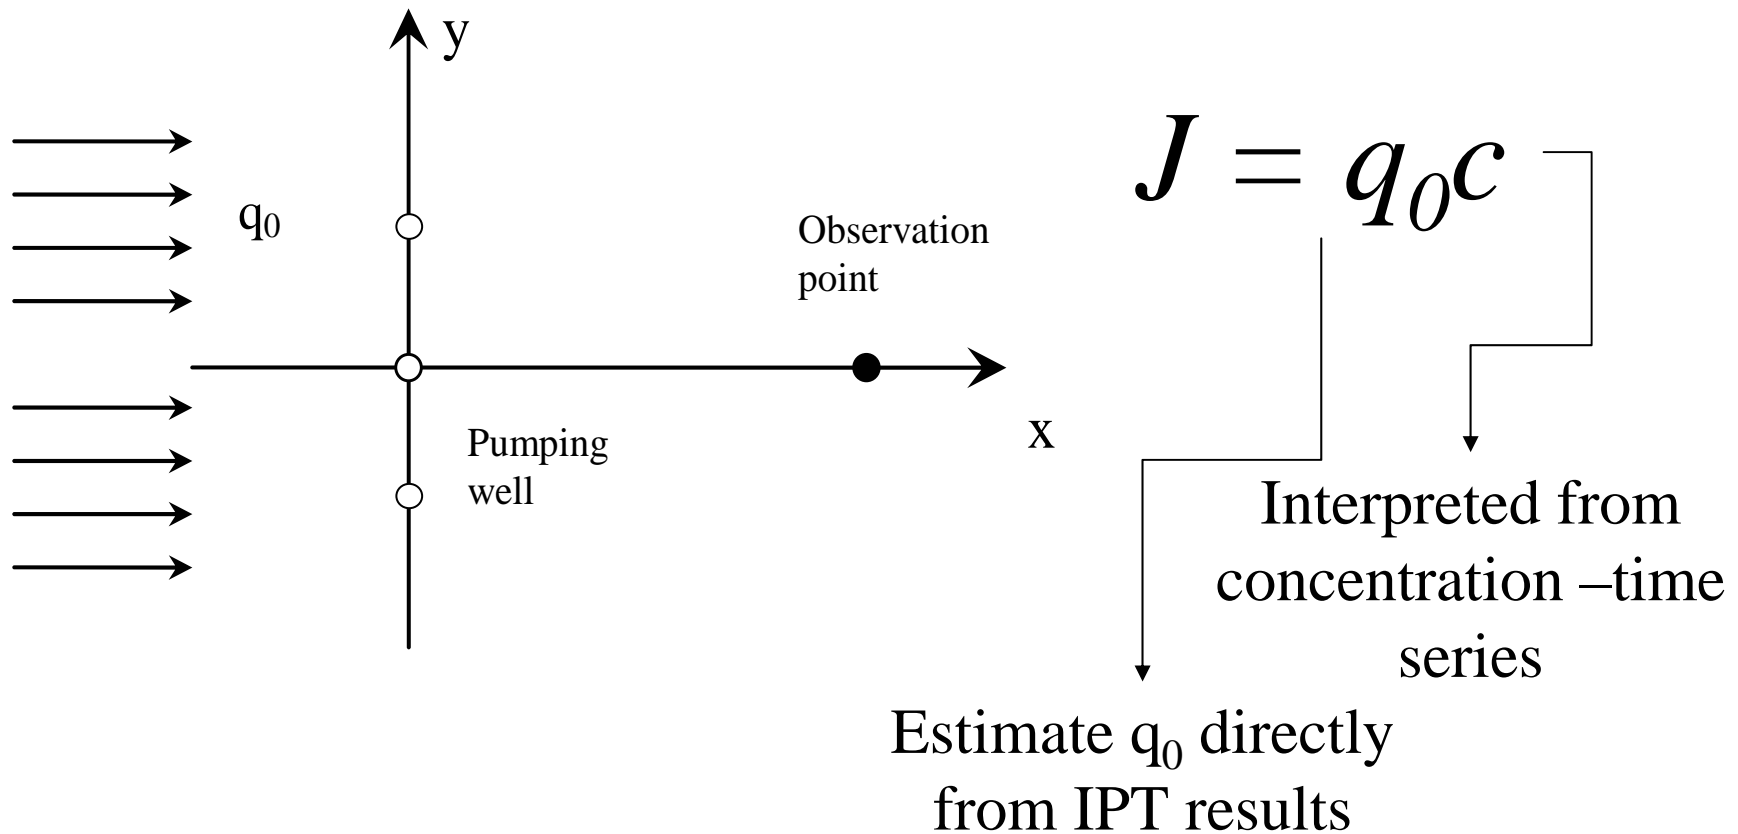 y
q₀
Observation
point
J = q₀c
Pumping
well
x
Interpreted from
concentration –time
series
Estimate q₀ directly
from IPT results